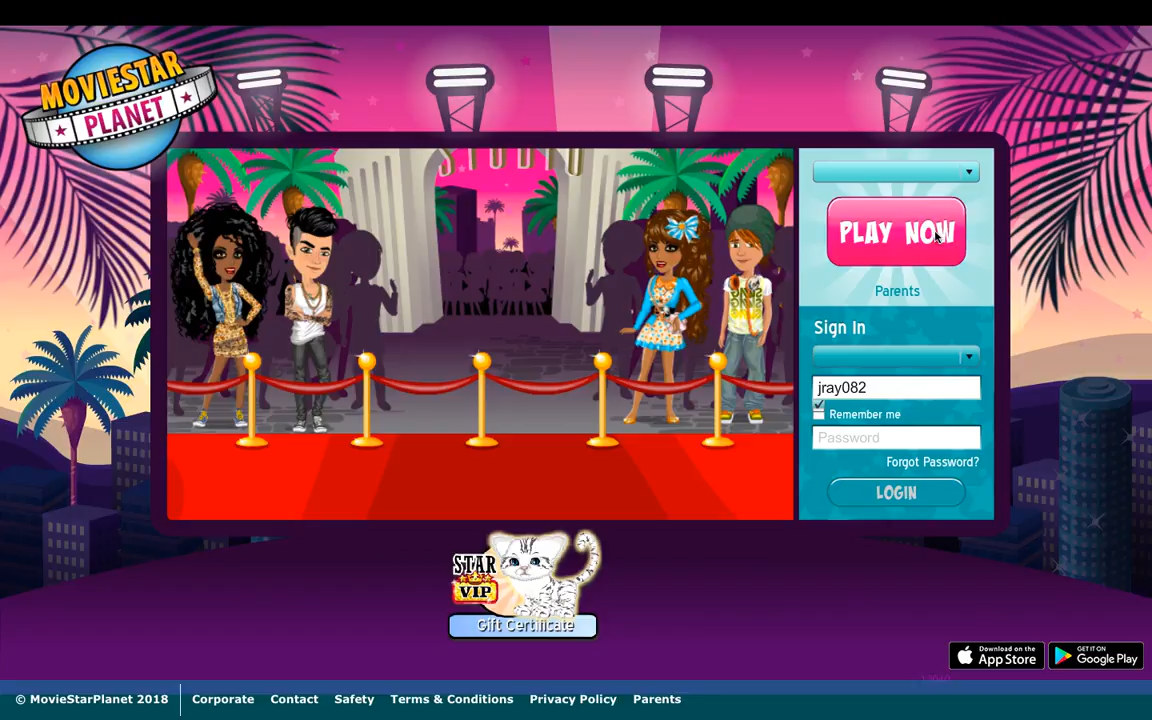 MOVIESTAR
PLANET
STUDIO
PLAY NOW
Parents
Sign In
jray082
Remember me
Password
Forgot Password?
LOGIN
STAR
VIP
Gift Certificate
Download on the
App Store
GET IT ON
Google Play
© MovieStarPlanet 2018
Corporate
Contact
Safety
Terms & Conditions
Privacy Policy
Parents